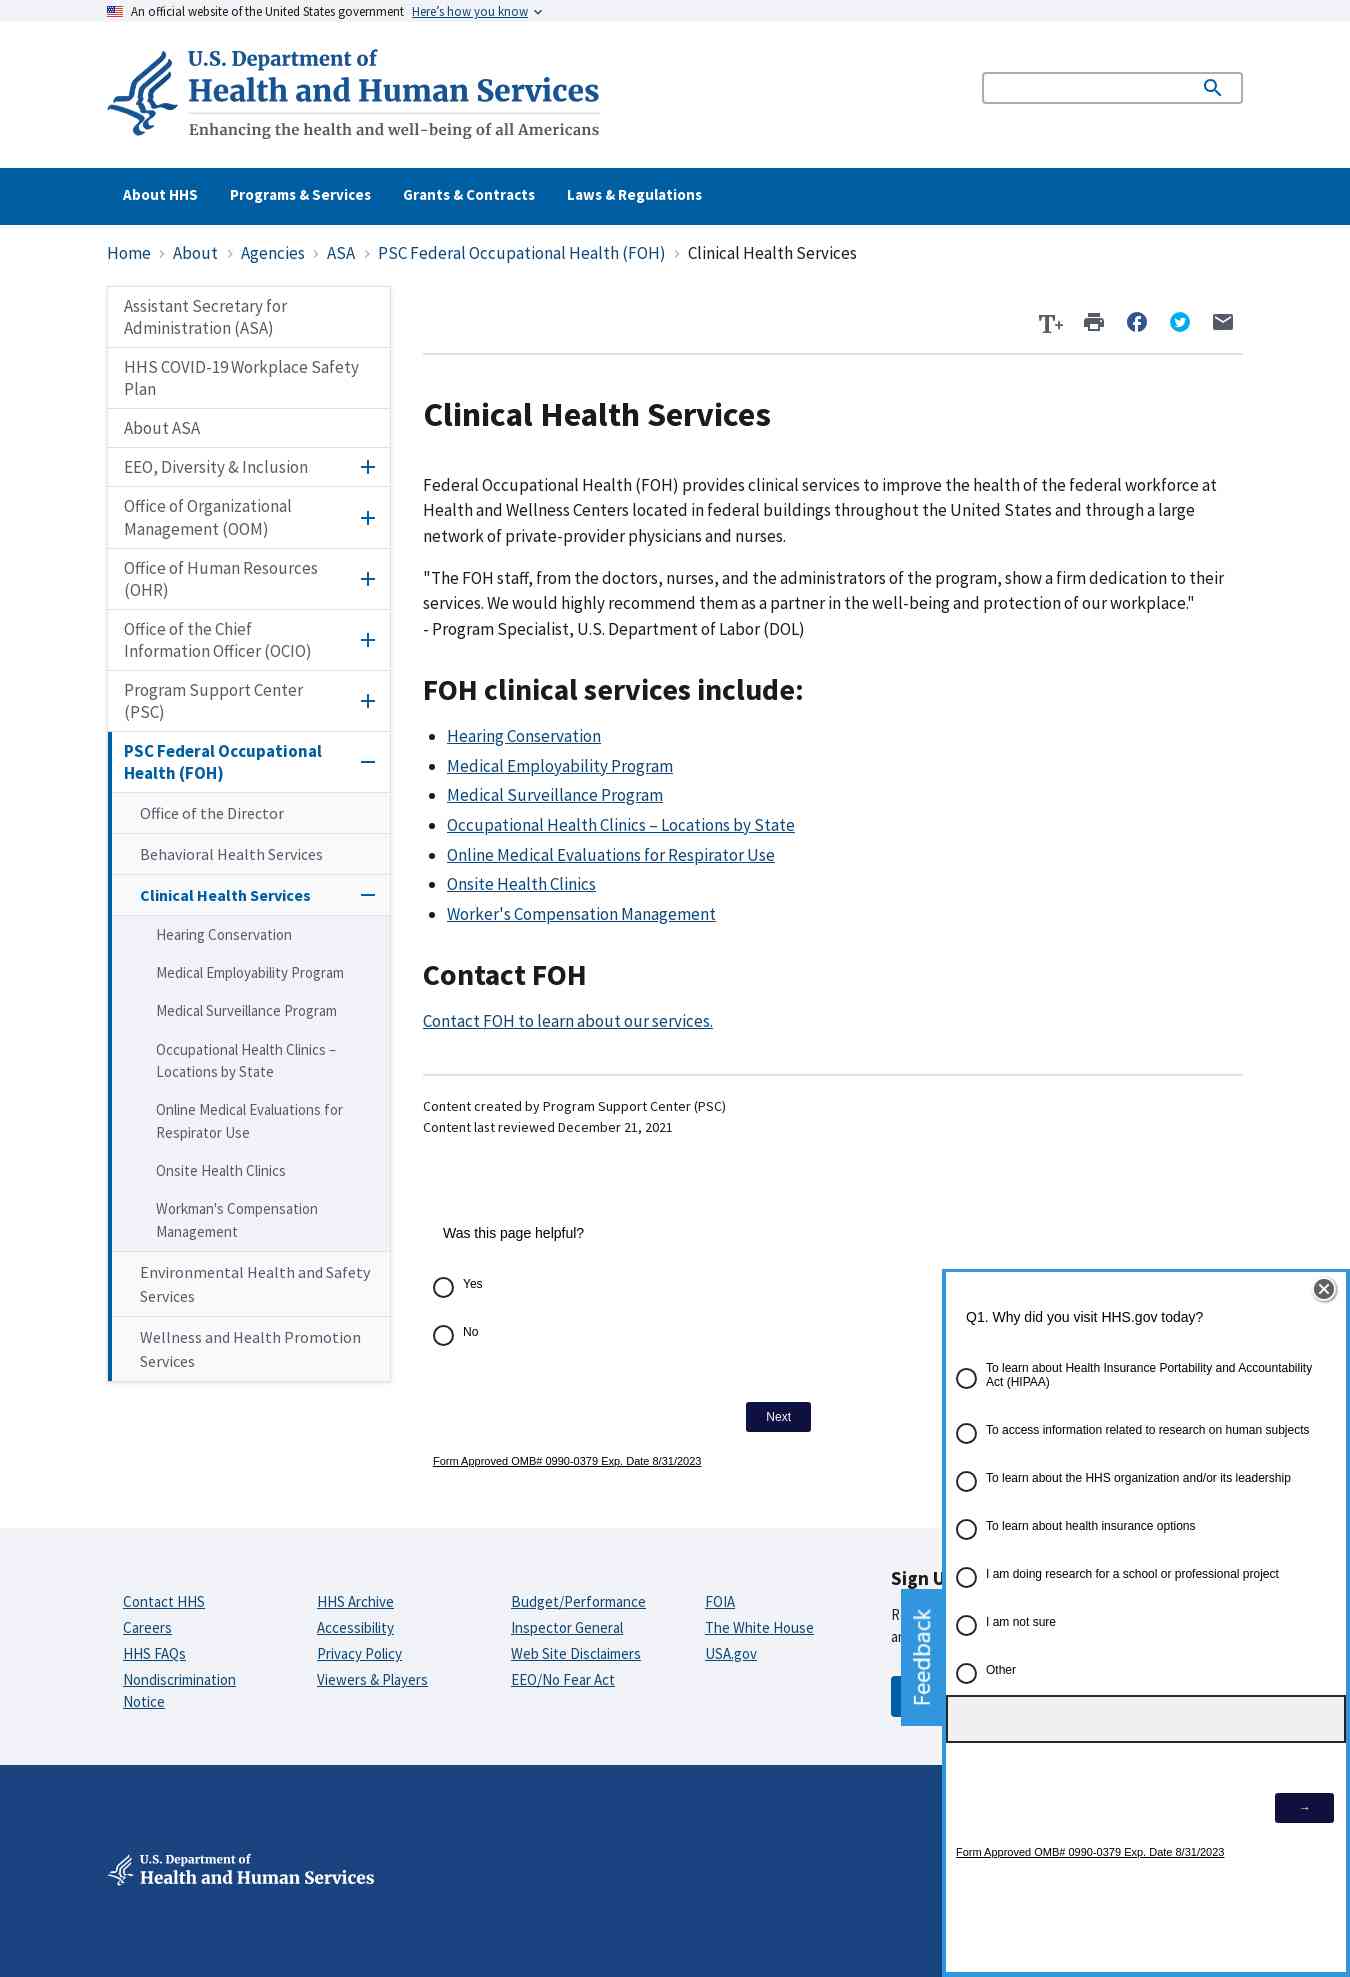 An official website of the United States government Here's how you know
U.S. Department of
Health and Human Services
Enhancing the health and well-being of all Americans
About HHS Programs & Services Grants & Contracts Laws & Regulations
Home › About › Agencies › ASA › PSC Federal Occupational Health (FOH) › Clinical Health Services
Assistant Secretary for
Administration (ASA)
HHS COVID-19 Workplace Safety
Plan
About ASA
EEO, Diversity & Inclusion
Office of Organizational
Management (OOM)
Office of Human Resources
(OHR)
Office of the Chief
Information Officer (OCIO)
Program Support Center
(PSC)
PSC Federal Occupational
Health (FOH)
Office of the Director
Behavioral Health Services
Clinical Health Services
Hearing Conservation
Medical Employability Program
Medical Surveillance Program
Occupational Health Clinics –
Locations by State
Online Medical Evaluations for
Respirator Use
Onsite Health Clinics
Workman's Compensation
Management
Environmental Health and Safety
Services
Wellness and Health Promotion
Services
T+
Clinical Health Services
Federal Occupational Health (FOH) provides clinical services to improve the health of the federal workforce at
Health and Wellness Centers located in federal buildings throughout the United States and through a large
network of private-provider physicians and nurses.
"The FOH staff, from the doctors, nurses, and the administrators of the program, show a firm dedication to their
services. We would highly recommend them as a partner in the well-being and protection of our workplace."
- Program Specialist, U.S. Department of Labor (DOL)
FOH clinical services include:
Hearing Conservation
Medical Employability Program
Medical Surveillance Program
Occupational Health Clinics – Locations by State
Online Medical Evaluations for Respirator Use
Onsite Health Clinics
Worker's Compensation Management
Contact FOH
Contact FOH to learn about our services.
Content created by Program Support Center (PSC)
Content last reviewed December 21, 2021
Was this page helpful?
Yes
No
Next
Form Approved OMB# 0990-0379 Exp. Date 8/31/2023
Q1. Why did you visit HHS.gov today?
To learn about Health Insurance Portability and Accountability
Act (HIPAA)
To access information related to research on human subjects
To learn about the HHS organization and/or its leadership
To learn about health insurance options
I am doing research for a school or professional project
I am not sure
Other
→
Form Approved OMB# 0990-0379 Exp. Date 8/31/2023
Feedback
Contact HHS
Careers
HHS FAQs
Nondiscrimination
Notice
HHS Archive
Accessibility
Privacy Policy
Viewers & Players
Budget/Performance
Inspector General
Web Site Disclaimers
EEO/No Fear Act
FOIA
The White House
USA.gov
Sign
U.S. Department of
Health and Human Services